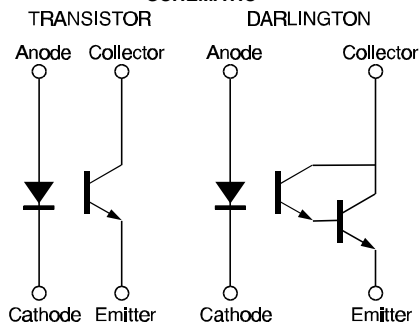 TRANSISTOR DARLINGTON
Anode Collector Anode Collector
Cathode Emitter Cathode Emitter